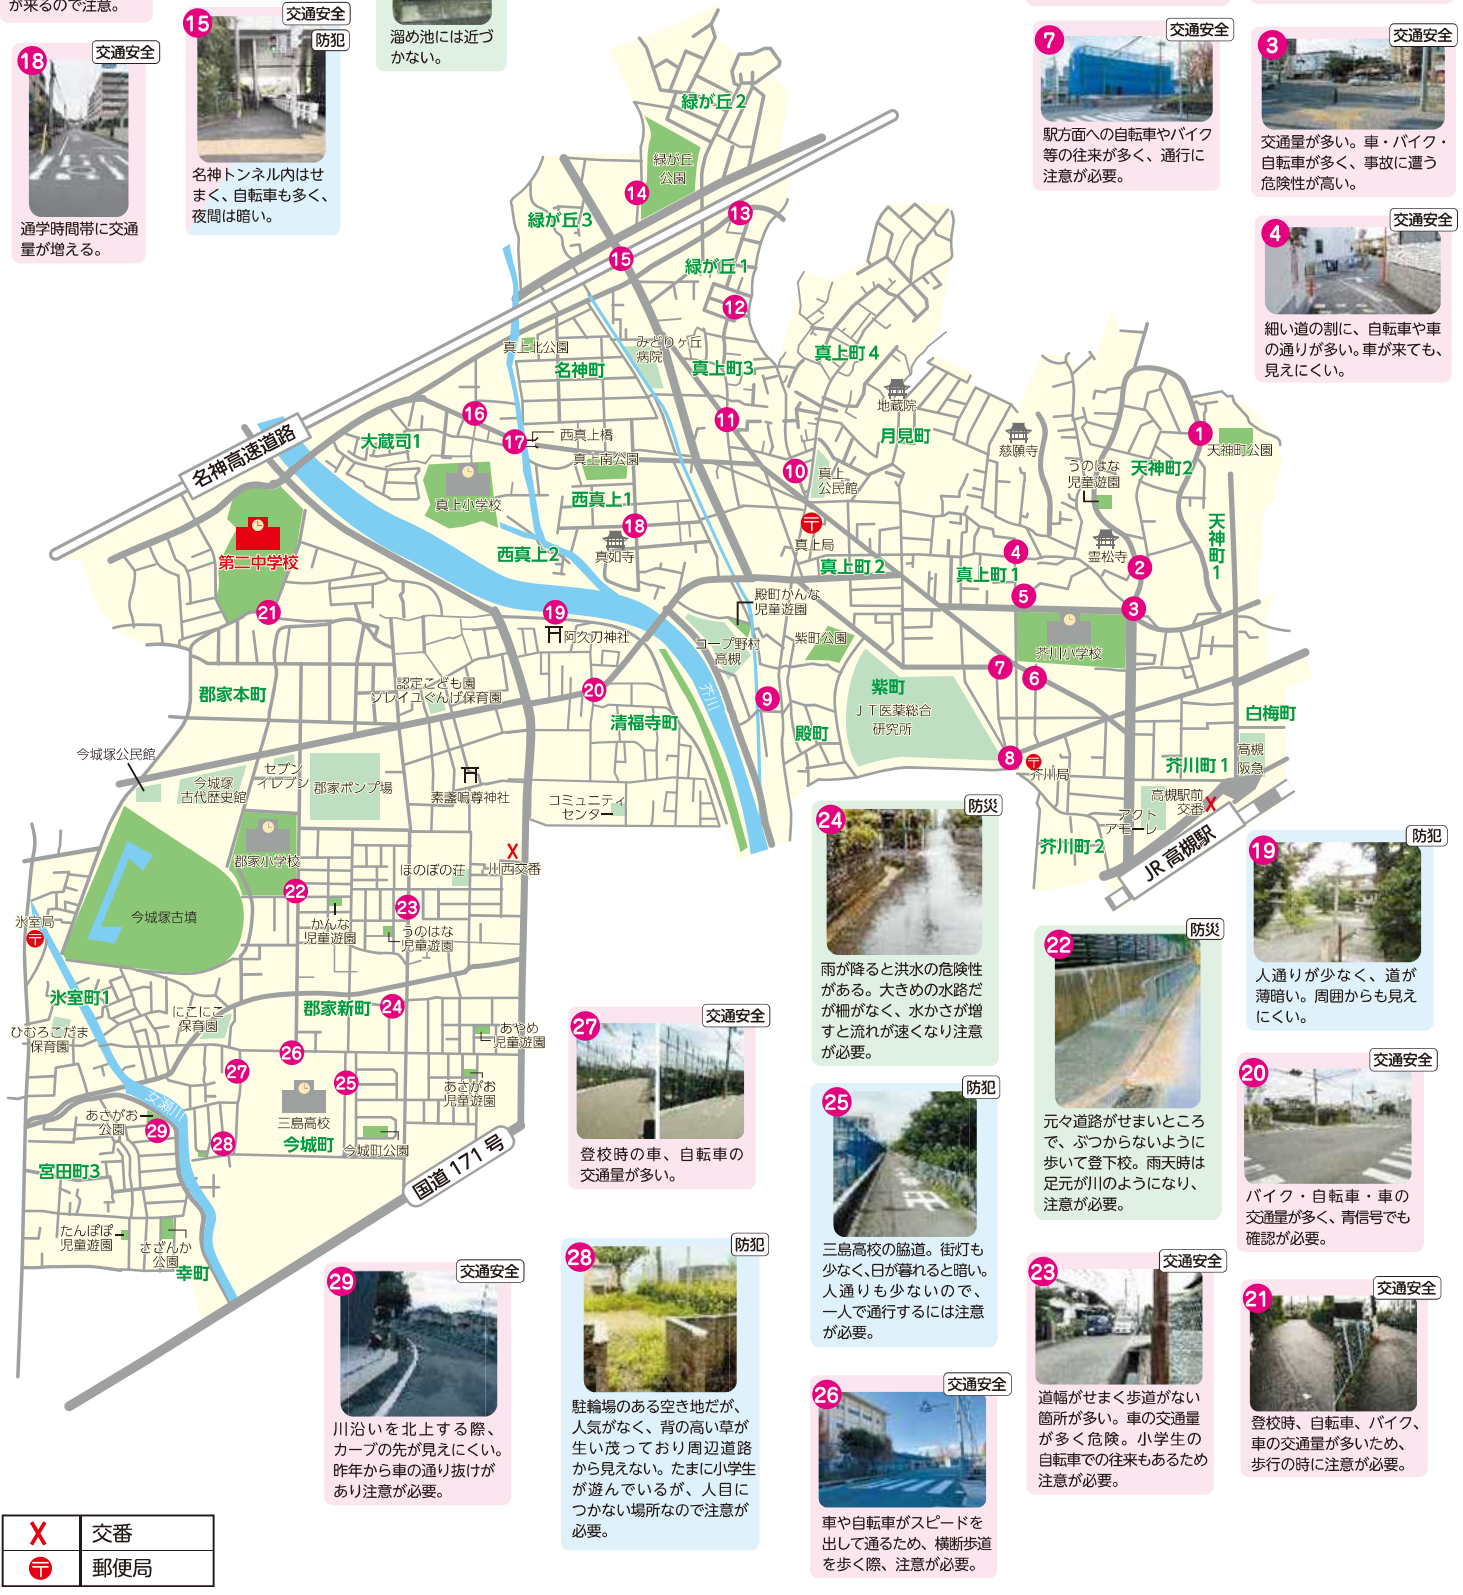 が来るので注意。
18
交通安全
通学時間帯に交通
量が増える。
15
交通安全
防犯
名神トンネル内はせ
まく、自転車も多く、
夜間は暗い。
溜め池には近づ
かない。
7
交通安全
駅方面への自転車やバイク
等の往来が多く、通行に
注意が必要。
3
交通安全
交通量が多い。車・バイク・
自転車が多く、事故に遭う
危険性が高い。
4
交通安全
細い道の割に、自転車や車
の通りが多い。車が来ても、
見えにくい。
緑が丘2
緑が丘
公園
14
13
緑が丘3
15
緑が丘1
12
真上北公園
みどりヶ丘
病院
名神町
真上町3
真上町4
地蔵院
16
11
17
西真上橋
大蔵司1
月見町
慈願寺
1
天神町公園
名神高速道路
真上南公園
10
真上
公民館
うのはな
児童遊園
天神町2
真上小学校
西真上1
18
真上局
天神町1
第二中学校
西真上2
真如寺
真上町2
4
霊松寺
2
真上町1
5
3
21
19
阿久刀神社
殿町かんな
児童遊園
コープ野村
高槻
紫町公園
芥川小学校
7
6
認定こども園
ジレイユぐんげ保育園
郡家本町
20
清福寺町
芥川
9
紫町
JT医薬総合
研究所
殿町
白梅町
8
芥川局
芥川町1
高槻
阪急
今城塚公民館
今城塚
古代歴史館
セブン
イレブン
郡家ポンプ場
素盞嗚尊神社
コミュニティ
センター
高槻駅前
交番
アクト
アモーレ
JR高槻駅
芥川町2
郡家小学校
ほのぼの荘
川西交番
22
23
今城塚古墳
かんな
児童遊園
うのはな
児童遊園
氷室局
氷室町1
にこにこ
保育園
郡家新町
24
ひむろこだま
保育園
あやめ
児童遊園
26
27
25
あさがお
児童遊園
女瀬川
三島高校
あさがお
公園
29
28
今城町
今城町公園
宮田町3
国道171号
たんぽぽ
児童遊園
さざんか
公園
幸町
24
防災
雨が降ると洪水の危険性
がある。大きめの水路だ
が柵がなく、水かさが増
すと流れが速くなり注意
が必要。
19
防犯
人通りが少なく、道が
薄暗い。周囲からも見え
にくい。
22
防災
元々道路がせまいところ
で、ぶつからないように
歩いて登下校。雨天時は
足元が川のようになり、
注意が必要。
27
交通安全
登校時の車、自転車の
交通量が多い。
25
防犯
三島高校の脇道。街灯も
少なく、日が暮れると暗い。
人通りも少ないので、
一人で通行するには注意
が必要。
20
交通安全
バイク・自転車・車の
交通量が多く、青信号でも
確認が必要。
29
交通安全
川沿いを北上する際、
カーブの先が見えにくい。
昨年から車の通り抜けが
あり注意が必要。
28
防犯
駐輪場のある空き地だが、
人気がなく、背の高い草が
生い茂っており周辺道路
から見えない。たまに小学生
が遊んでいるが、人目に
つかない場所なので注意が
必要。
26
交通安全
車や自転車がスピードを
出して通るため、横断歩道
を歩く際、注意が必要。
23
交通安全
道幅がせまく歩道がない
箇所が多い。車の交通量
が多く危険。小学生の
自転車での往来もあるため
注意が必要。
21
交通安全
登校時、自転車、バイク、
車の交通量が多いため、
歩行の時に注意が必要。
交番
郵便局